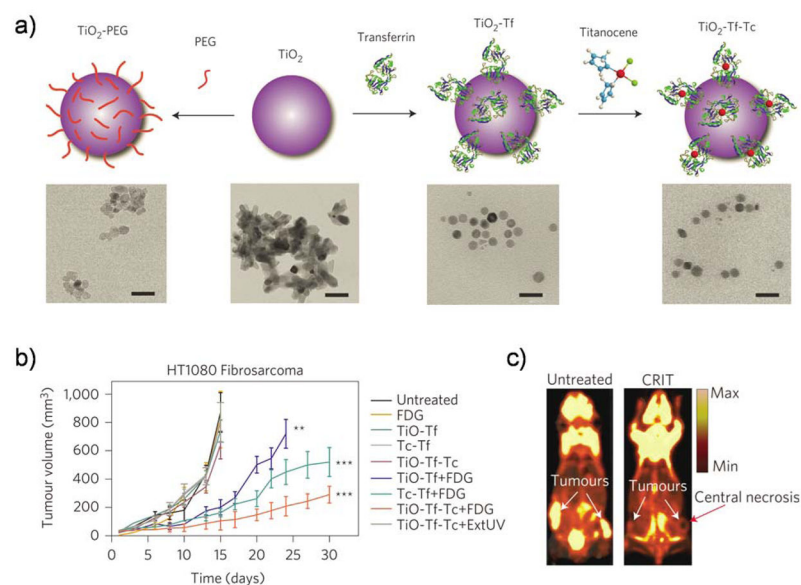 a)
TiO2-PEG
PEG
TiO2
Transferrin
TiO2-Tf
Titanocene
TiO2-Tf-Tc
b)
HT1080 Fibrosarcoma
Tumour volume (mm³)
1,000
800
600
400
200
0
0 5 10 15 20 25 30
Time (days)
**
***
***
Untreated
FDG
TiO-Tf
Tc-Tf
TiO-Tf-Tc
TiO-Tf+FDG
Tc-Tf+FDG
TiO-Tf-Tc+FDG
TiO-Tf-Tc+ExtUV
c)
Untreated CRIT
Max
Min
Tumours
Tumours
Central necrosis